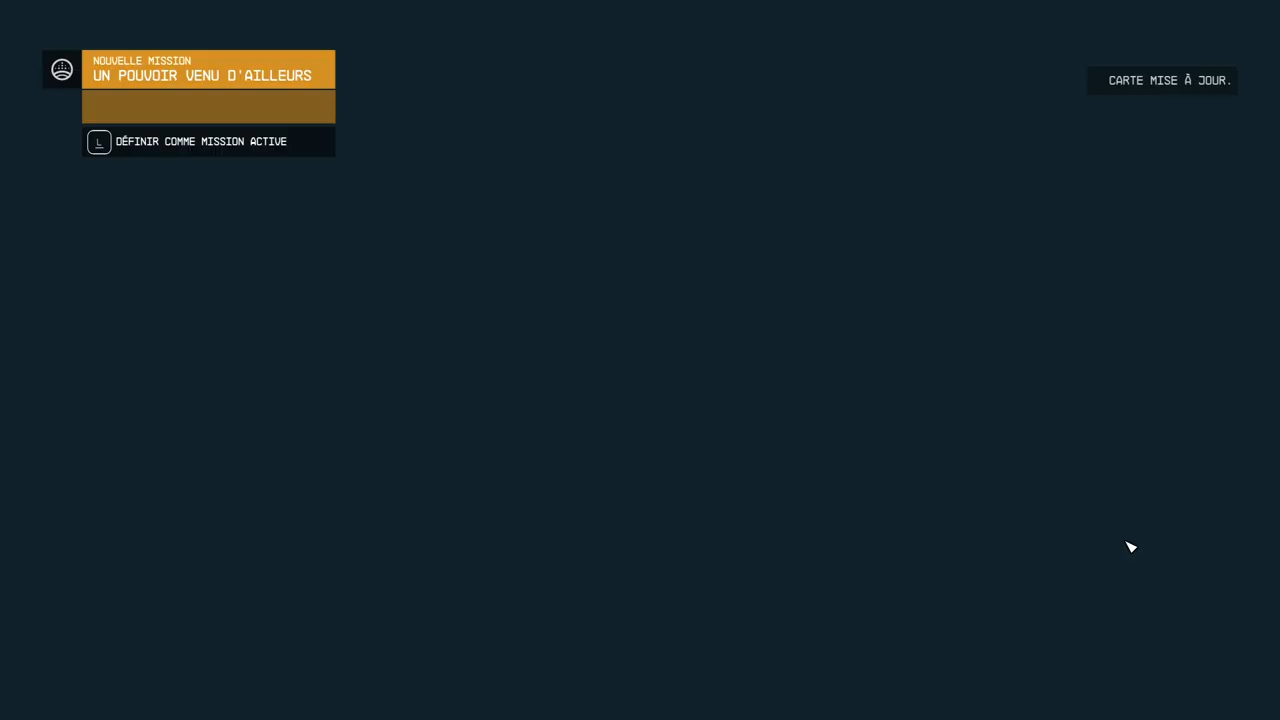 NOUVELLE MISSION
UN POUVOIR VENU D'AILLEURS
CARTE MISE À JOUR.
L DÉFINIR COMME MISSION ACTIVE